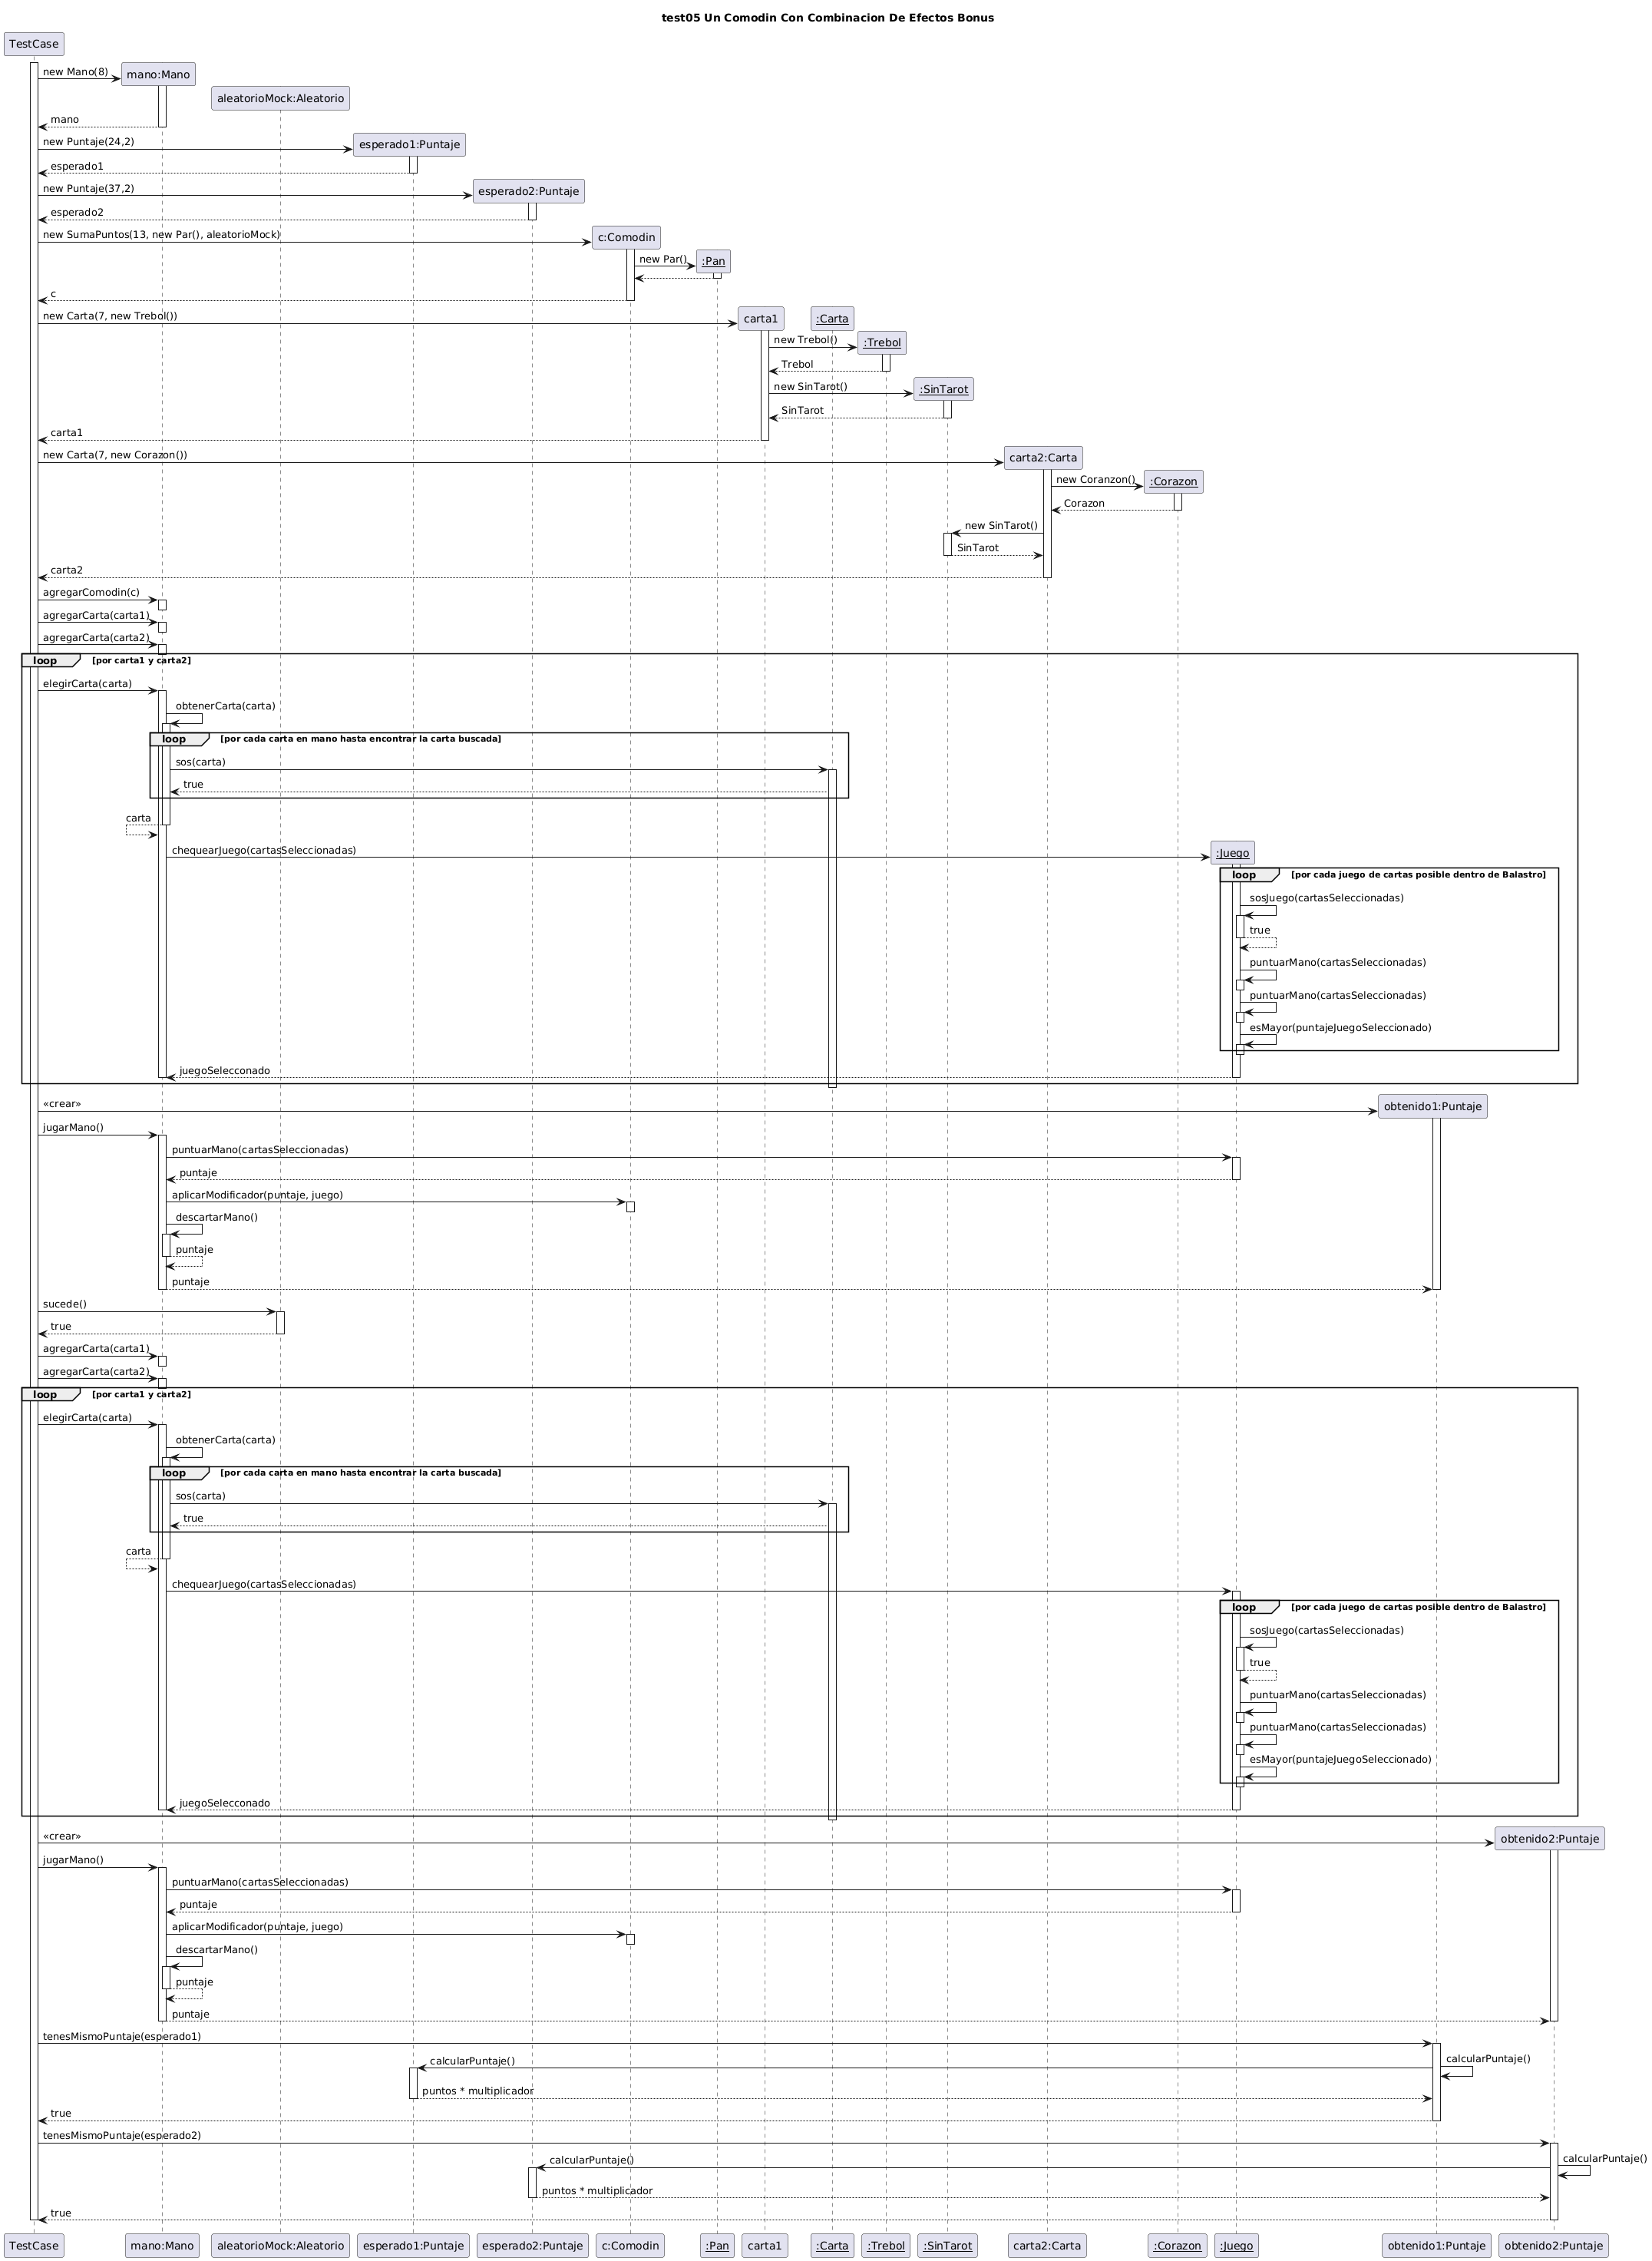 test05 Un Comodin Con Combinacion De Efectos Bonus
TestCase
new Mano(8)
mano:Mano
aleatorioMock:Aleatorio
mano
new Puntaje(24,2)
esperado1:Puntaje
esperado1
new Puntaje(37,2)
esperado2:Puntaje
esperado2
new SumaPuntos(13, new Par(), aleatorioMock)
c:Comodin
new Par()
:Pan
c
new Carta(7, new Trebol())
carta1
:Carta
new Trebol()
:Trebol
Trebol
new SinTarot()
:SinTarot
SinTarot
carta1
new Carta(7, new Corazon())
carta2:Carta
new Coranzon()
:Corazon
Corazon
new SinTarot()
SinTarot
carta2
agregarComodin(c)
agregarCarta(carta1)
agregarCarta(carta2)
loop [por carta1 y carta2]
elegirCarta(carta)
obtenerCarta(carta)
loop [por cada carta en mano hasta encontrar la carta buscada]
sos(carta)
true
carta
chequearJuego(cartasSeleccionadas)
:Juego
loop [por cada juego de cartas posible dentro de Balastro]
sosJuego(cartasSeleccionadas)
true
puntuarMano(cartasSeleccionadas)
puntuarMano(cartasSeleccionadas)
esMayor(puntajeJuegoSeleccionado)
juegoSelecconado
«crear»
obtenido1:Puntaje
jugarMano()
puntuarMano(cartasSeleccionadas)
puntaje
aplicarModificador(puntaje, juego)
descartarMano()
puntaje
puntaje
sucede()
true
agregarCarta(carta1)
agregarCarta(carta2)
loop [por carta1 y carta2]
elegirCarta(carta)
obtenerCarta(carta)
loop [por cada carta en mano hasta encontrar la carta buscada]
sos(carta)
true
carta
chequearJuego(cartasSeleccionadas)
loop [por cada juego de cartas posible dentro de Balastro]
sosJuego(cartasSeleccionadas)
true
puntuarMano(cartasSeleccionadas)
puntuarMano(cartasSeleccionadas)
esMayor(puntajeJuegoSeleccionado)
juegoSelecconado
«crear»
obtenido2:Puntaje
jugarMano()
puntuarMano(cartasSeleccionadas)
puntaje
aplicarModificador(puntaje, juego)
descartarMano()
puntaje
puntaje
tenesMismoPuntaje(esperado1)
calcularPuntaje()
calcularPuntaje()
puntos * multiplicador
true
tenesMismoPuntaje(esperado2)
calcularPuntaje()
calcularPuntaje()
puntos * multiplicador
true
TestCase
mano:Mano
aleatorioMock:Aleatorio
esperado1:Puntaje
esperado2:Puntaje
c:Comodin
:Pan
carta1
:Carta
:Trebol
:SinTarot
carta2:Carta
:Corazon
:Juego
obtenido1:Puntaje
obtenido2:Puntaje